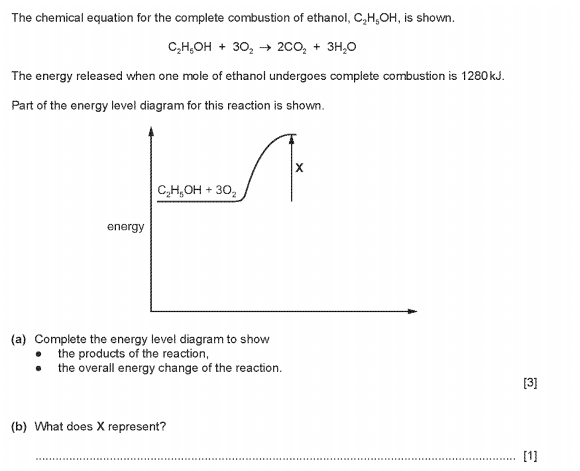 The chemical equation for the complete combustion of ethanol, C₂H₅OH, is shown.
C₂H₅OH + 3O₂ → 2CO₂ + 3H₂O
The energy released when one mole of ethanol undergoes complete combustion is 1280 kJ.
Part of the energy level diagram for this reaction is shown.
X
C₂H₅OH + 3O₂
energy
(a) Complete the energy level diagram to show
● the products of the reaction,
● the overall energy change of the reaction.
[3]
(b) What does X represent?
[1]